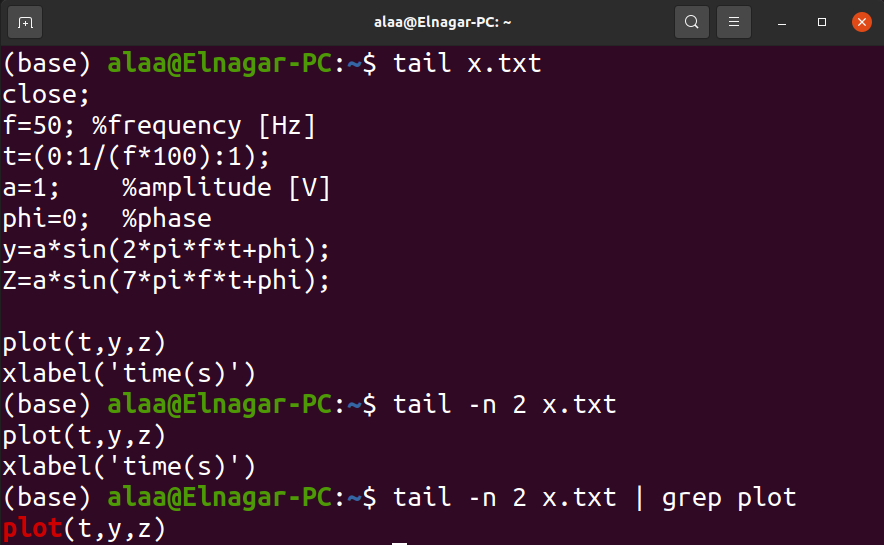 alaa@Elnagar-PC: ~
(base) alaa@Elnagar-PC:~$ tail x.txt
close;
f=50; %frequency [Hz]
t=(0:1/(f*100):1);
a=1;    %amplitude [V]
phi=0;  %phase
y=a*sin(2*pi*f*t+phi);
Z=a*sin(7*pi*f*t+phi);

plot(t,y,z)
xlabel('time(s)')
(base) alaa@Elnagar-PC:~$ tail -n 2 x.txt
plot(t,y,z)
xlabel('time(s)')
(base) alaa@Elnagar-PC:~$ tail -n 2 x.txt | grep plot
plot(t,y,z)